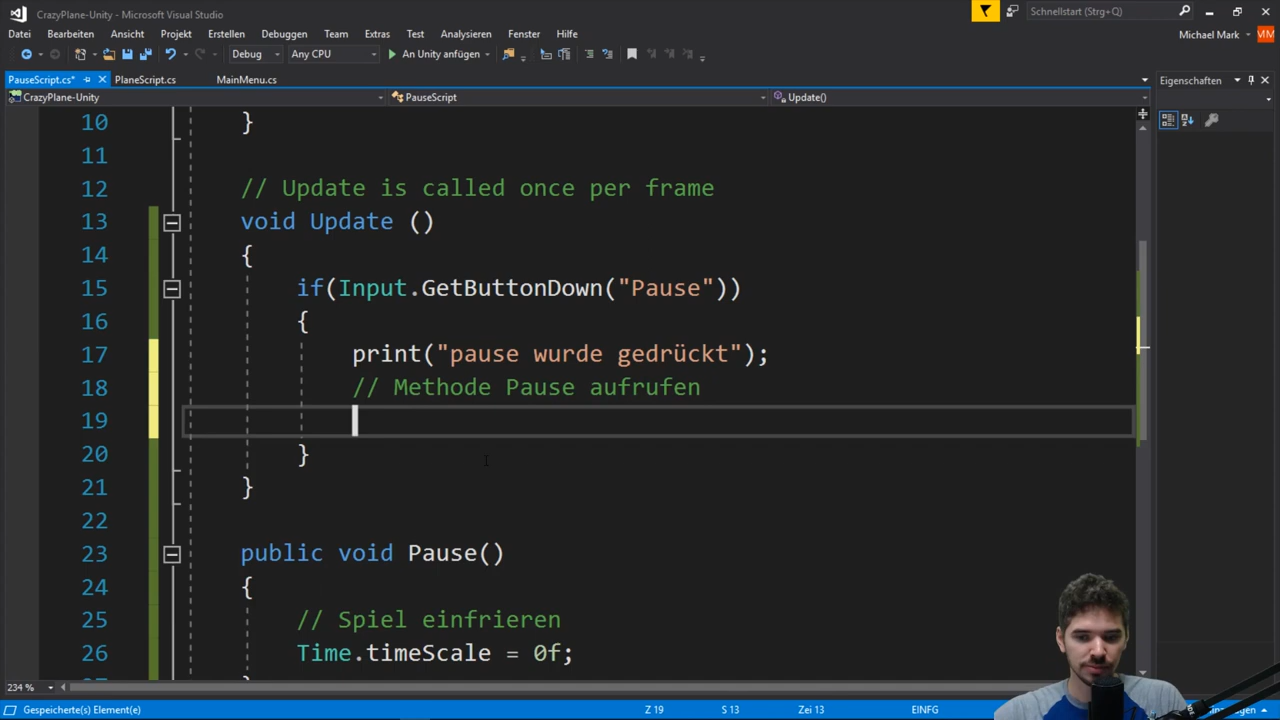 CrazyPlane-Unity - Microsoft Visual Studio
Schnellstart (Strg+Q)
Datei Bearbeiten Ansicht Projekt Erstellen Debuggen Team Extras Test Analysieren Fenster Hilfe
Michael Mark MM
Debug Any CPU An Unity anfügen
PauseScript.cs* PlaneScript.cs MainMenu.cs
Eigenschaften
CrazyPlane-Unity PauseScript Update()
10 }
11
12 // Update is called once per frame
13 void Update ()
14 {
15 if(Input.GetButtonDown("Pause"))
16 {
17 print("pause wurde gedrückt");
18 // Methode Pause aufrufen
19
20 }
21 }
22
23 public void Pause()
24 {
25 // Spiel einfrieren
26 Time.timeScale = 0f;
234 %
Gespeicherte(s) Element(e) Z 19 S 13 Zei 13 EINFG